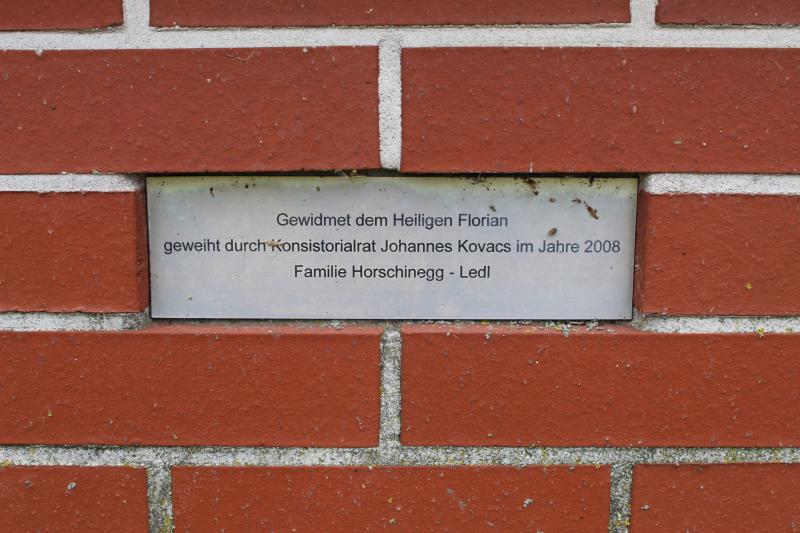 Gewidmet dem Heiligen Florian
geweiht durch Konsistorialrat Johannes Kovacs im Jahre 2008
Familie Horschinegg - Ledl